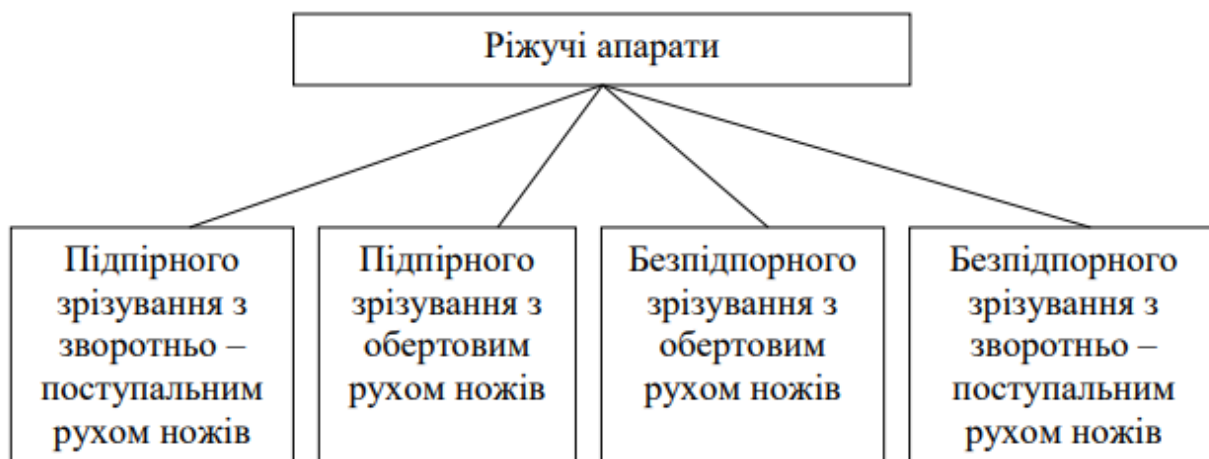 Ріжучі апарати
Підпірного
зрізування з
зворотньо –
поступальним
рухом ножів
Підпірного
зрізування з
обертовим
рухом ножів
Безпідпорного
зрізування з
обертовим
рухом ножів
Безпідпорного
зрізування з
зворотньо –
поступальним
рухом ножів